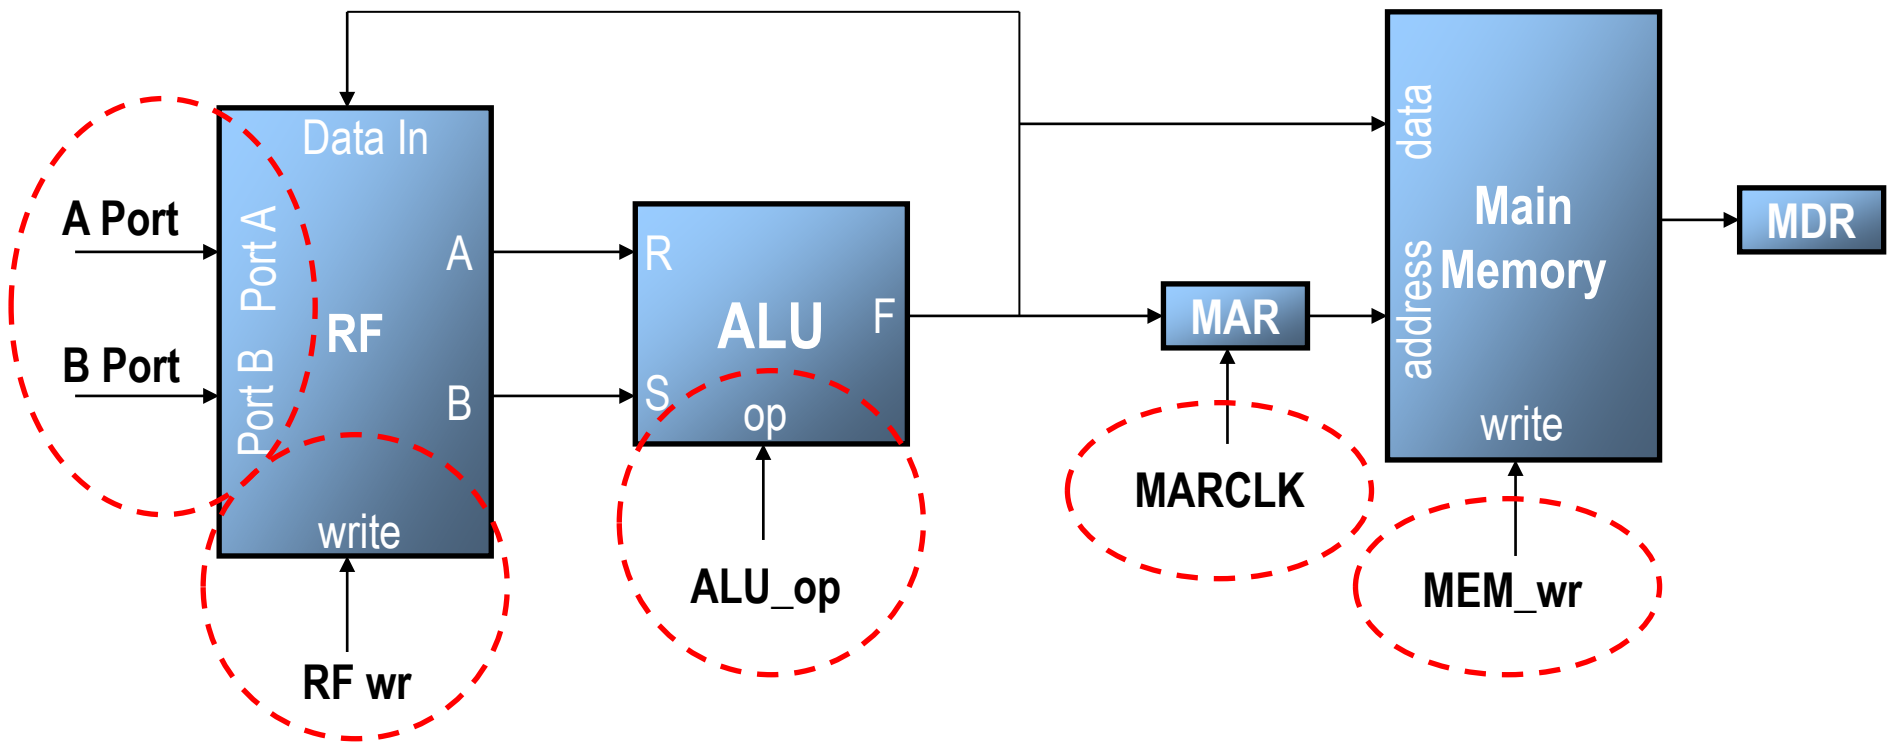 A Port
B Port
Data In
Port A
Port B
RF
A
B
write
RF wr
R
S
ALU
F
op
ALU_op
MAR
MARCLK
data
address
Main
Memory
write
MEM_wr
MDR